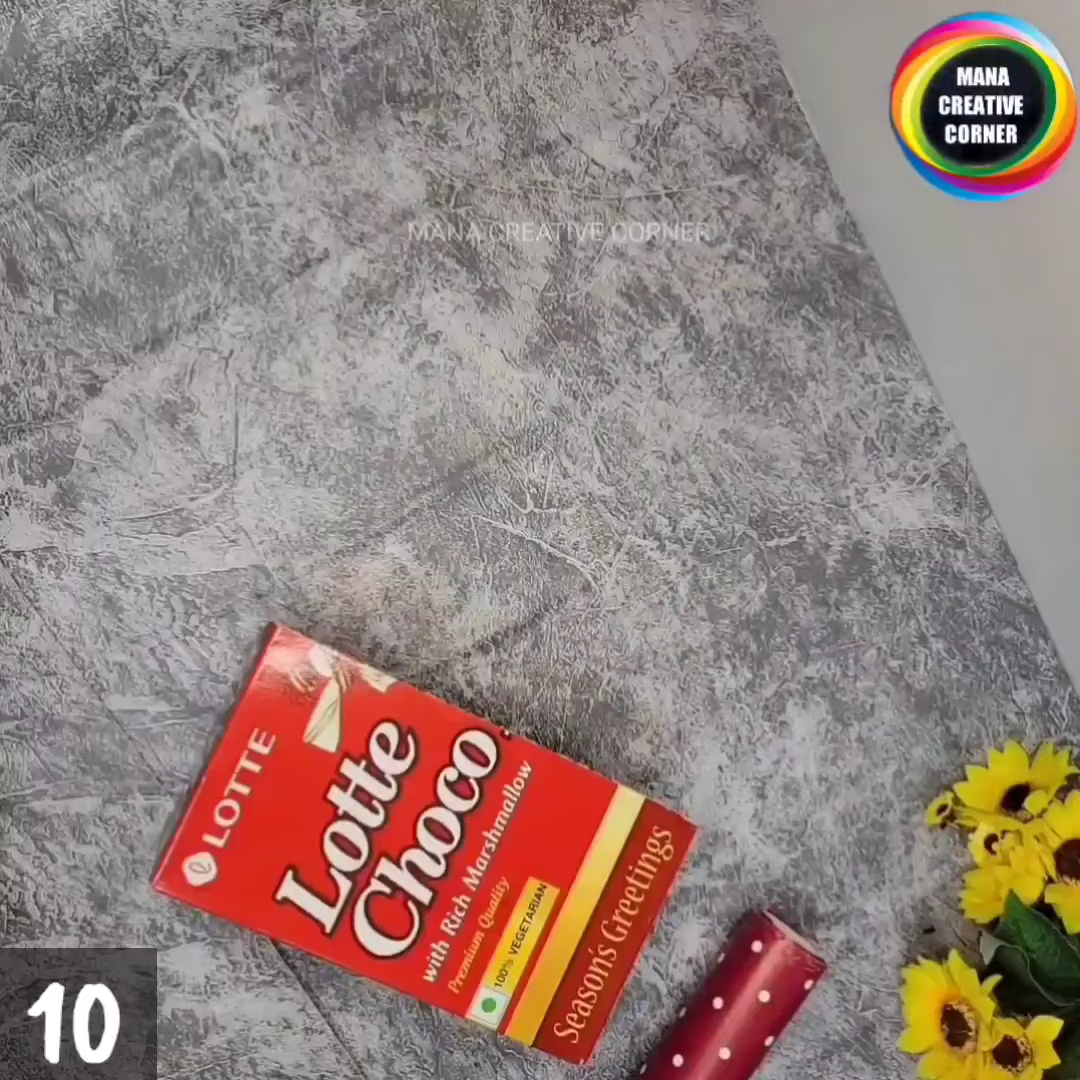 MANA
CREATIVE
CORNER
MANA CREATIVE CORNER
LOTTE
Lotte
Choco
with Rich Marshmallow
Premium Quality
100% VEGETARIAN
Season's Greetings
10